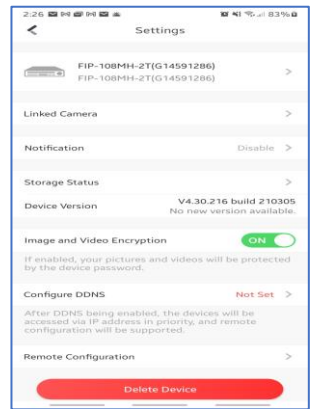 2:26
83%
Settings
FIP-108MH-2T(G14591286)
FIP-108MH-2T(G14591286)
Linked Camera
Notification Disable
Storage Status
Device Version V4.30.216 build 210305
No new version available.
Image and Video Encryption ON
If enabled, your pictures and videos will be protected
by the device password.
Configure DDNS Not Set
After DDNS being enabled, the devices will be
accessed via IP address in priority, and remote
configuration will be supported.
Remote Configuration
Delete Device